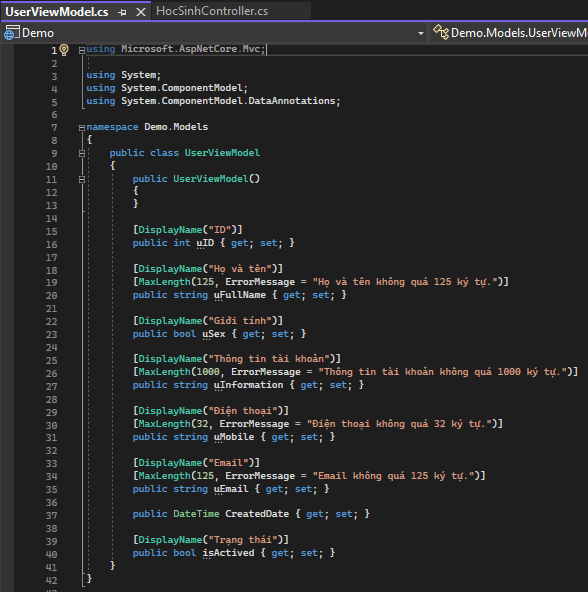 UserViewModel.cs HocSinhController.cs
Demo Demo.Models.UserViewM
1 using Microsoft.AspNetCore.Mvc;
2
3 using System;
4 using System.ComponentModel;
5 using System.ComponentModel.DataAnnotations;
6
7 namespace Demo.Models
8 {
9 public class UserViewModel
10 {
11 public UserViewModel()
12 {
13 }
14
15 [DisplayName("ID")]
16 public int uID { get; set; }
17
18 [DisplayName("Họ và tên")]
19 [MaxLength(125, ErrorMessage = "Họ và tên không quá 125 ký tự.")]
20 public string uFullName { get; set; }
21
22 [DisplayName("Giới tính")]
23 public bool uSex { get; set; }
24
25 [DisplayName("Thông tin tài khoản")]
26 [MaxLength(1000, ErrorMessage = "Thông tin tài khoản không quá 1000 ký tự.")]
27 public string uInformation { get; set; }
28
29 [DisplayName("Điện thoại")]
30 [MaxLength(32, ErrorMessage = "Điện thoại không quá 32 ký tự.")]
31 public string uMobile { get; set; }
32
33 [DisplayName("Email")]
34 [MaxLength(125, ErrorMessage = "Email không quá 125 ký tự.")]
35 public string uEmail { get; set; }
36
37 public DateTime CreatedDate { get; set; }
38
39 [DisplayName("Trạng thái")]
40 public bool isActived { get; set; }
41 }
42 }